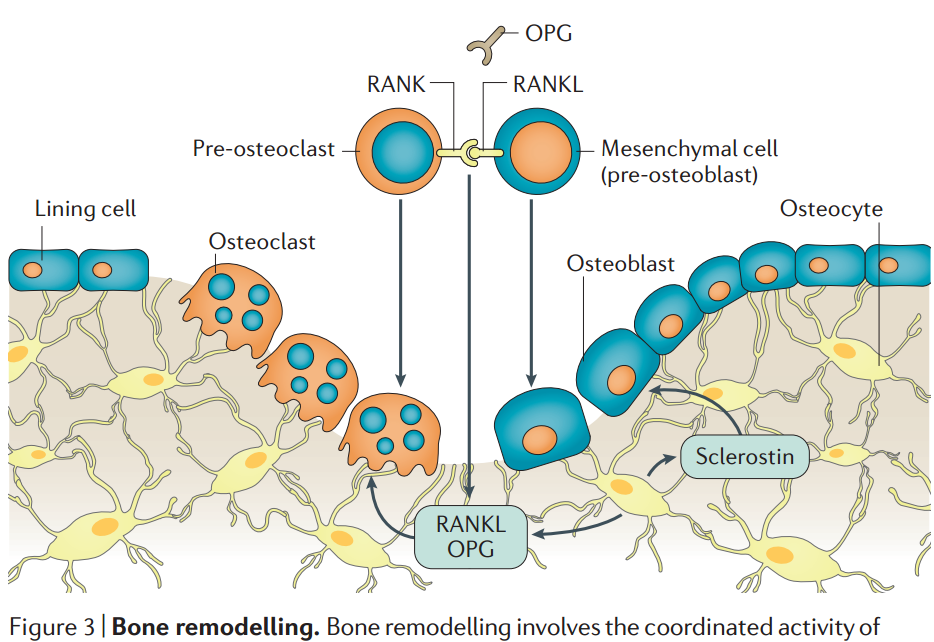 OPG
RANK
RANKL
Pre-osteoclast
Mesenchymal cell
(pre-osteoblast)
Lining cell
Osteocyte
Osteoclast
Osteoblast
Sclerostin
RANKL
OPG
Figure 3 | Bone remodelling. Bone remodelling involves the coordinated activity of